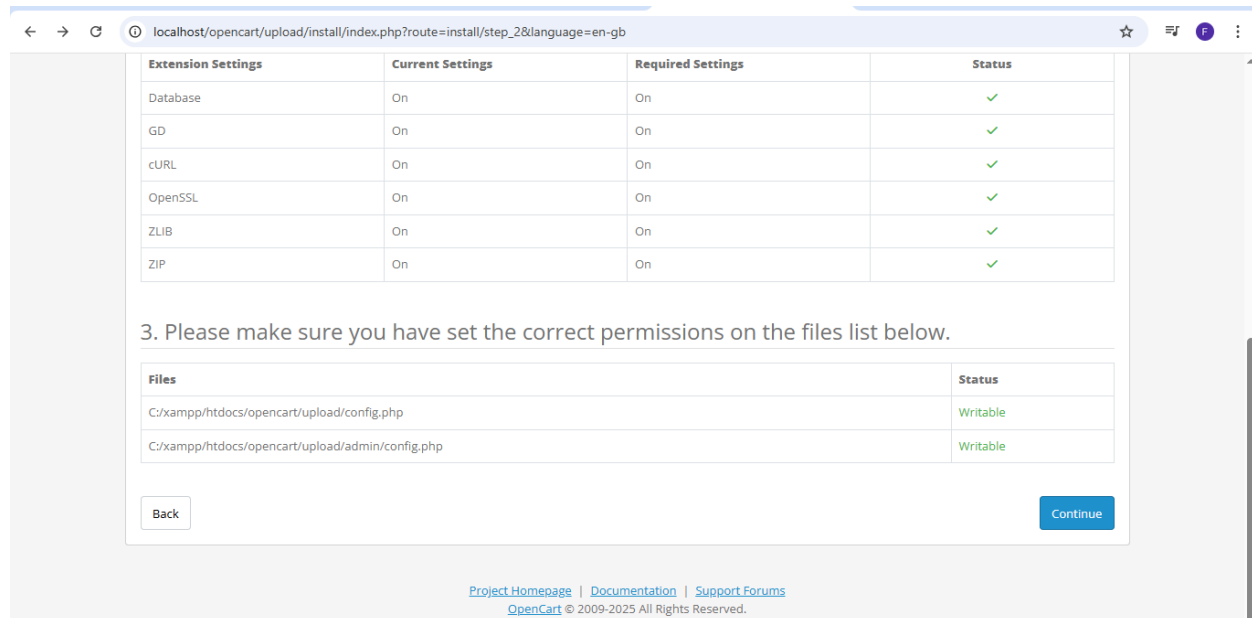 localhost/opencart/upload/install/index.php?route=install/step_2&language=en-gb
F
Extension Settings Current Settings Required Settings Status
Database On On
GD On On
cURL On On
OpenSSL On On
ZLIB On On
ZIP On On
3. Please make sure you have set the correct permissions on the files list below.
Files Status
C:/xampp/htdocs/opencart/upload/config.php Writable
C:/xampp/htdocs/opencart/upload/admin/config.php Writable
Back Continue
Project Homepage | Documentation | Support Forums
OpenCart © 2009-2025 All Rights Reserved.